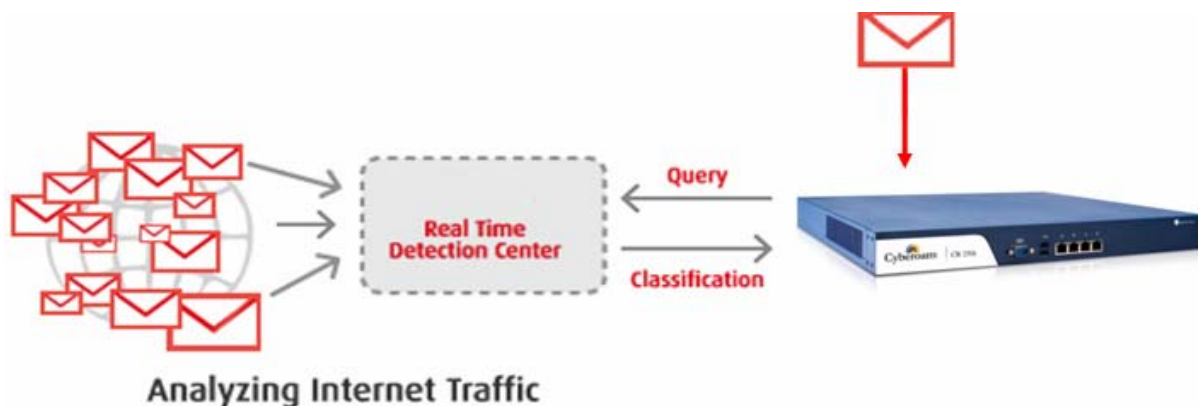 Query
Real Time
Detection Center
Classification
Cyberoam
Analyzing Internet Traffic